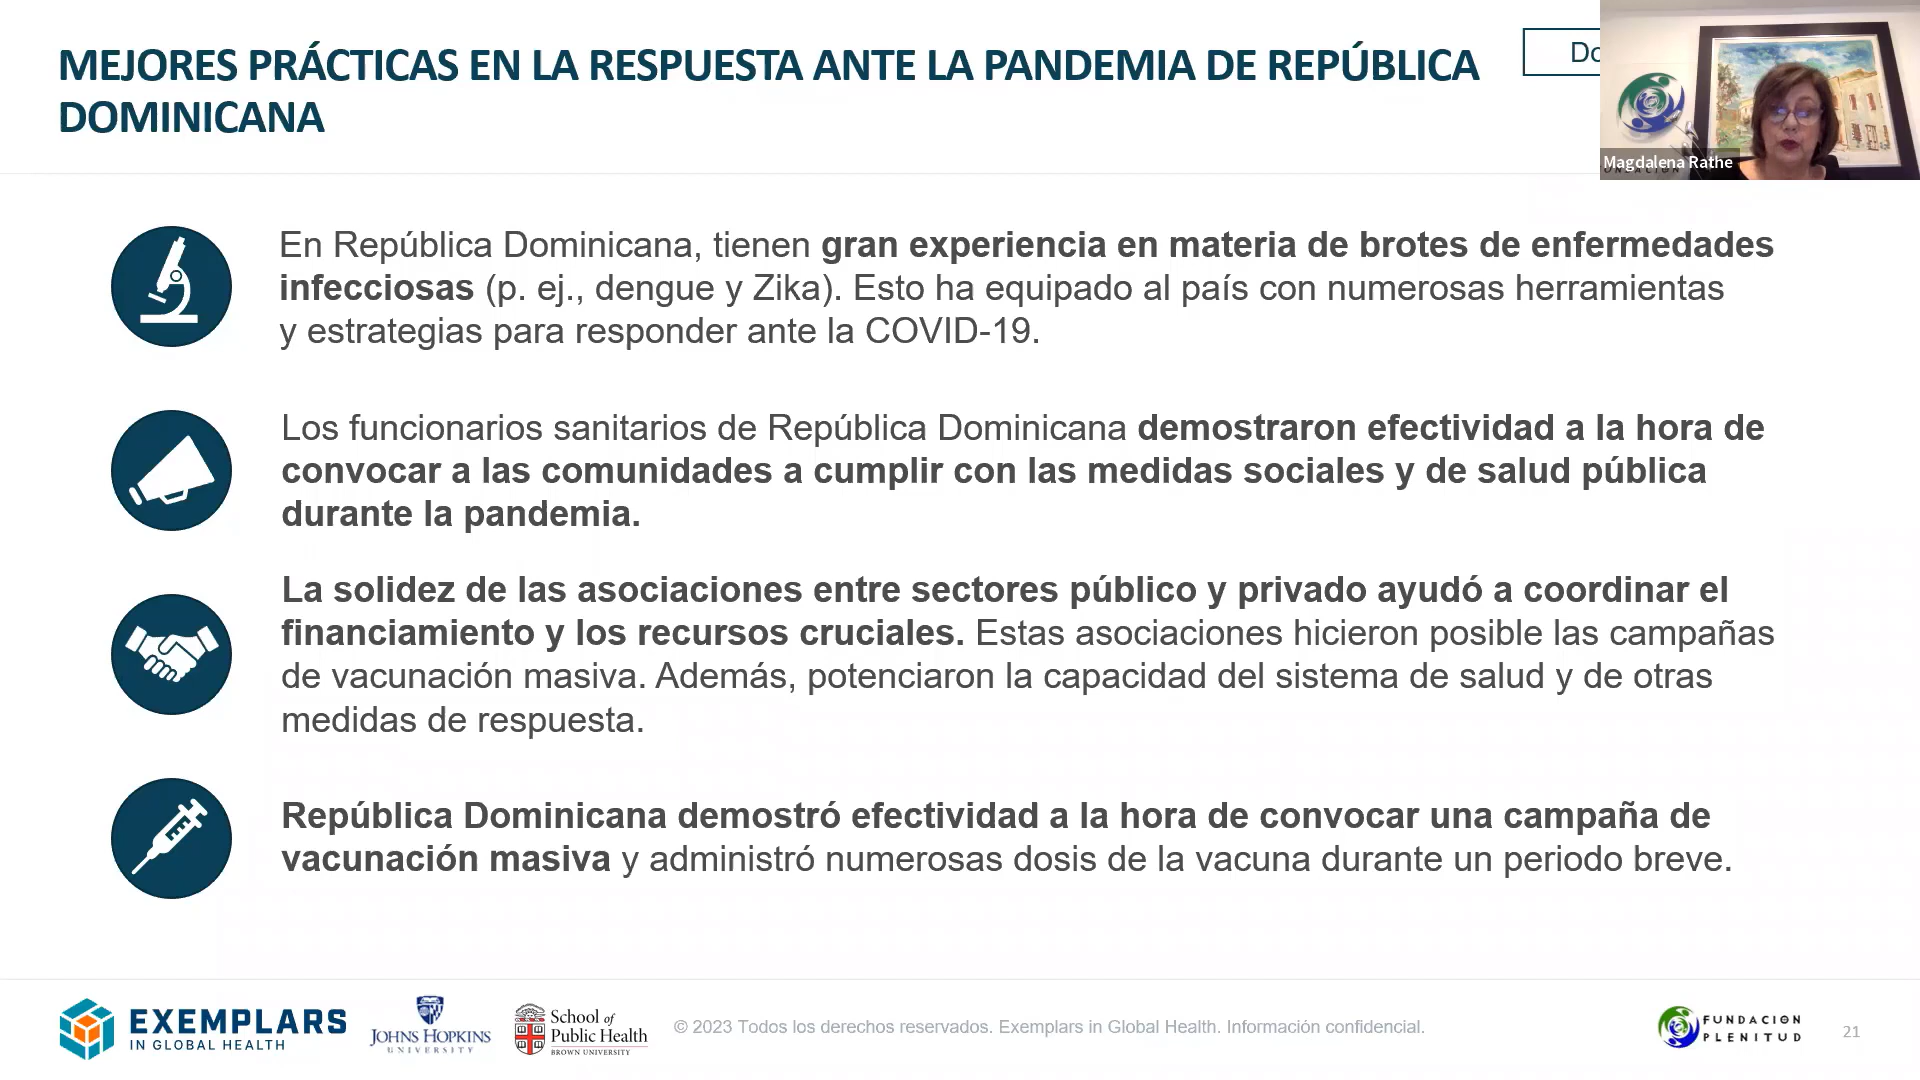 MEJORES PRÁCTICAS EN LA RESPUESTA ANTE LA PANDEMIA DE REPÚBLICA
DOMINICANA
Magdalena Rathe
En República Dominicana, tienen gran experiencia en materia de brotes de enfermedades
infecciosas (p. ej., dengue y Zika). Esto ha equipado al país con numerosas herramientas
y estrategias para responder ante la COVID-19.
Los funcionarios sanitarios de República Dominicana demostraron efectividad a la hora de
convocar a las comunidades a cumplir con las medidas sociales y de salud pública
durante la pandemia.
La solidez de las asociaciones entre sectores público y privado ayudó a coordinar el
financiamiento y los recursos cruciales. Estas asociaciones hicieron posible las campañas
de vacunación masiva. Además, potenciaron la capacidad del sistema de salud y de otras
medidas de respuesta.
República Dominicana demostró efectividad a la hora de convocar una campaña de
vacunación masiva y administró numerosas dosis de la vacuna durante un periodo breve.
EXEMPLARS
IN GLOBAL HEALTH
JOHNS HOPKINS
UNIVERSITY
School of
Public Health
BROWN UNIVERSITY
© 2023 Todos los derechos reservados. Exemplars in Global Health. Información confidencial.
FUNDACIÓN
PLENITUD
21